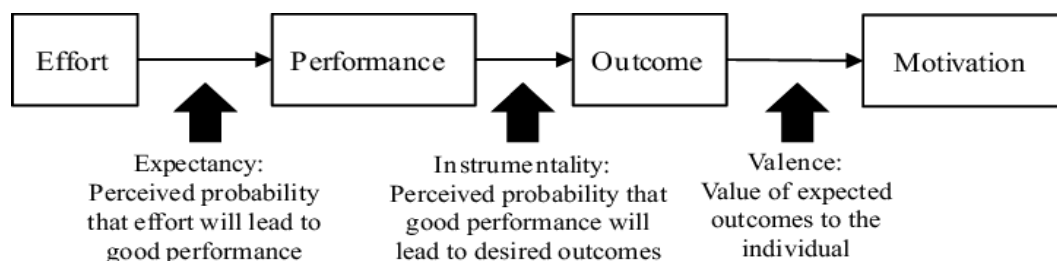 Effort
Performance
Outcome
Motivation
Expectancy:
Perceived probability
that effort will lead to
good performance
Instrumentality:
Perceived probability that
good performance will
lead to desired outcomes
Valence:
Value of expected
outcomes to the
individual